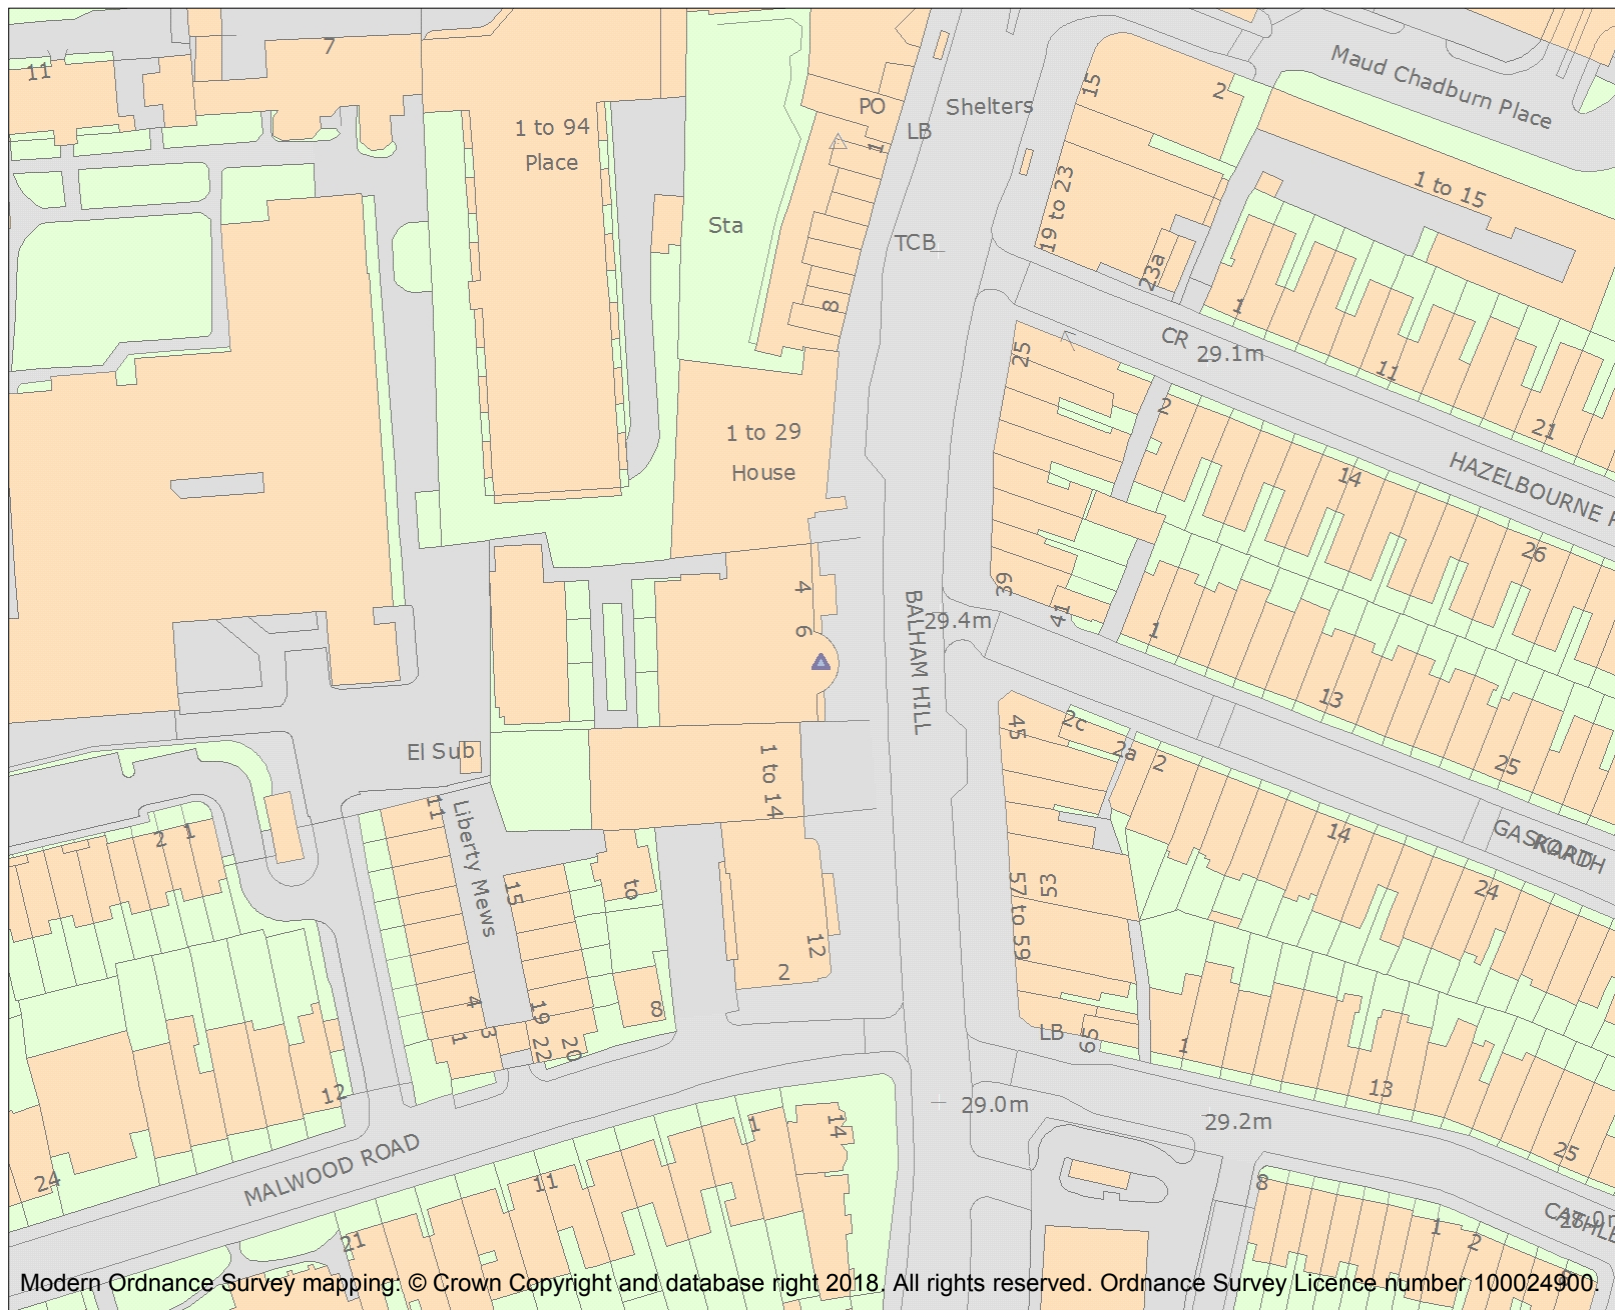 7
11
1 to 94
Place
PO
LB
1
Shelters
15
2
Maud Chadburn Place
1 to 15
19 to 23
Sta
TCB
23a
8
1
CR
29.1m
11
21
25
2
1 to 29
House
14
HAZELBOURNE
26
4
39
41
6
29.4m
1
BALHAM HILL
13
25
45
2c
2a
2
El Sub
1 to 14
14
GASKARTH
ROAD
24
11
Liberty Mews
2
1
15
to
57 to 59
53
12
2
4
19
8
1
3
22
20
LB
65
1
12
13
29.0m
29.2m
1
14
25
MALWOOD ROAD
24
11
8
21
1
2
Modern Ordnance Survey mapping: © Crown Copyright and database right 2018. All rights reserved. Ordnance Survey Licence number 100024900.